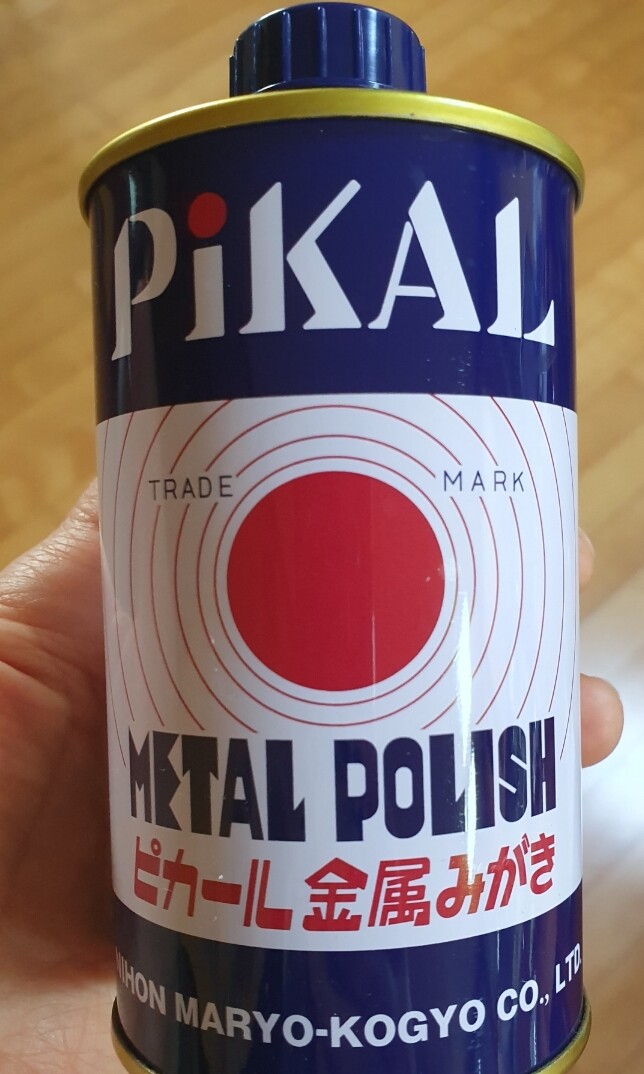 PiKAL
TRADE MARK
METAL POLISH
ピカール金属みがき
NIHON MARYO-KOGYO CO., LTD.